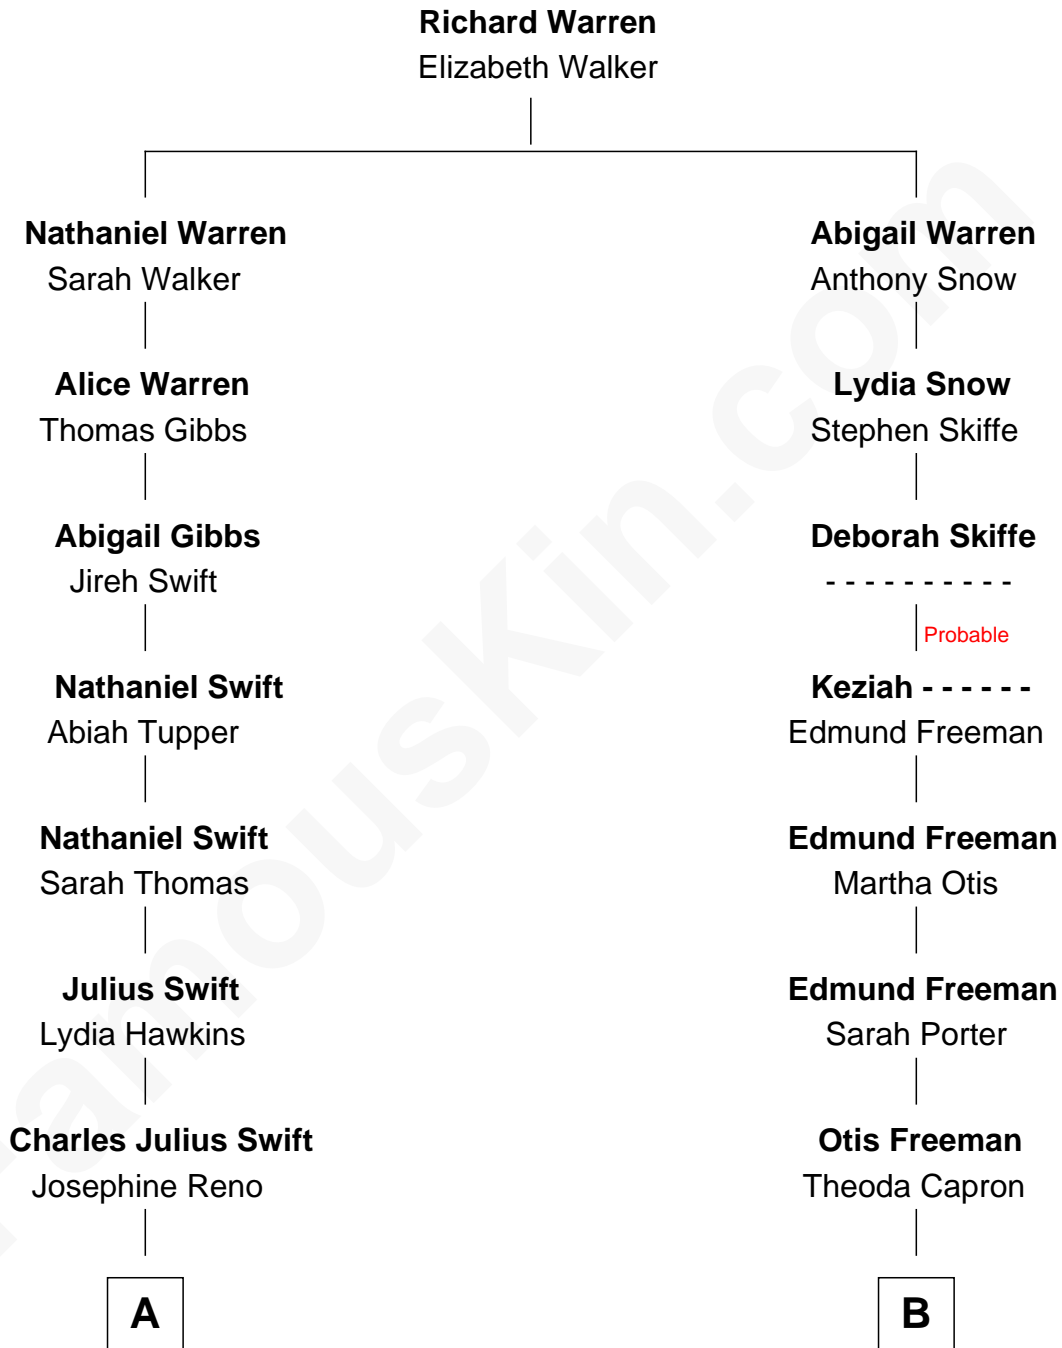 Richard Warren
Elizabeth Walker
Nathaniel Warren
Sarah Walker
Abigail Warren
Anthony Snow
Alice Warren
Thomas Gibbs
Lydia Snow
Stephen Skiffe
Abigail Gibbs
Jireh Swift
Deborah Skiffe
- - - - - - - - - -
Probable
Nathaniel Swift
Abiah Tupper
Keziah - - - - - -
Edmund Freeman
Nathaniel Swift
Sarah Thomas
Edmund Freeman
Martha Otis
Julius Swift
Lydia Hawkins
Edmund Freeman
Sarah Porter
Charles Julius Swift
Josephine Reno
Otis Freeman
Theoda Capron
A
B
FamousKin.com